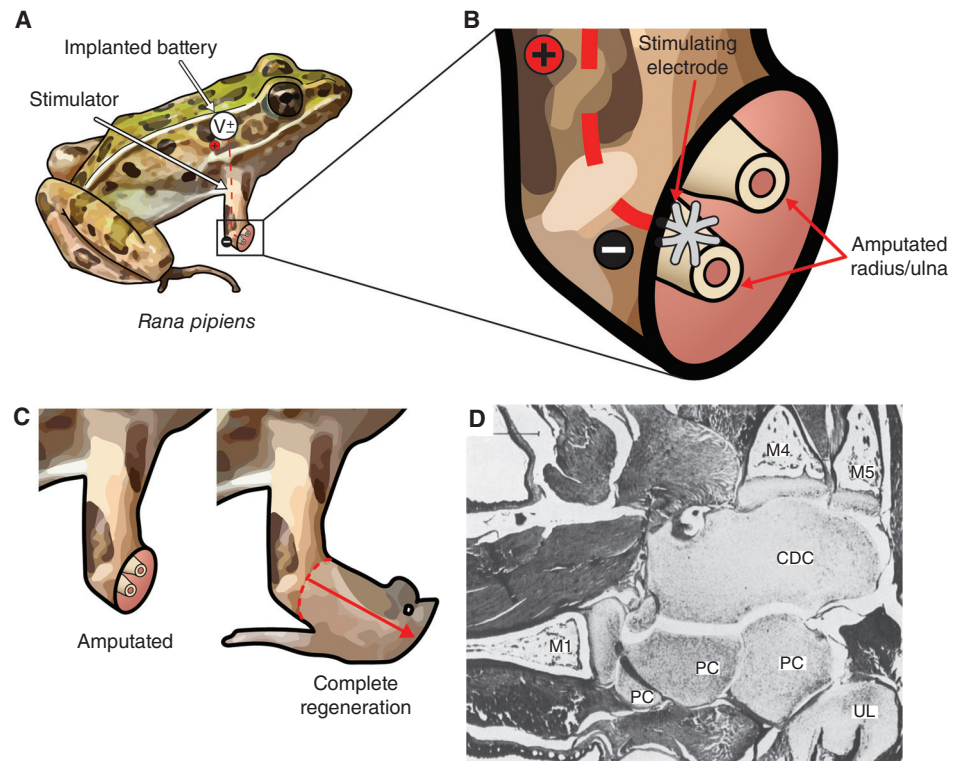 A
Implanted battery
Stimulator
V±
+
−
Rana pipiens
B
+
Stimulating
electrode
−
Amputated
radius/ulna
C
Amputated
Complete
regeneration
D
M4
M5
CDC
M1
PC
PC
PC
UL